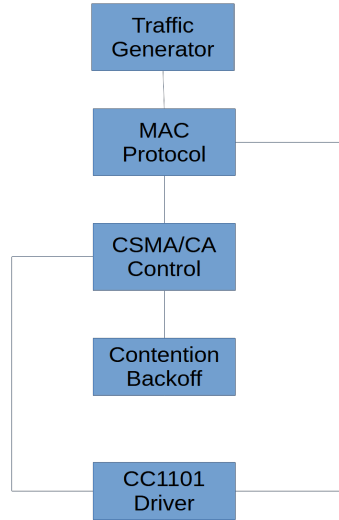 Traffic
Generator
MAC
Protocol
CSMA/CA
Control
Contention
Backoff
CC1101
Driver